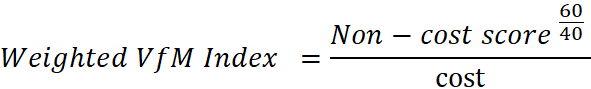 Weighted VfM Index = Non − cost score 60/40
cost